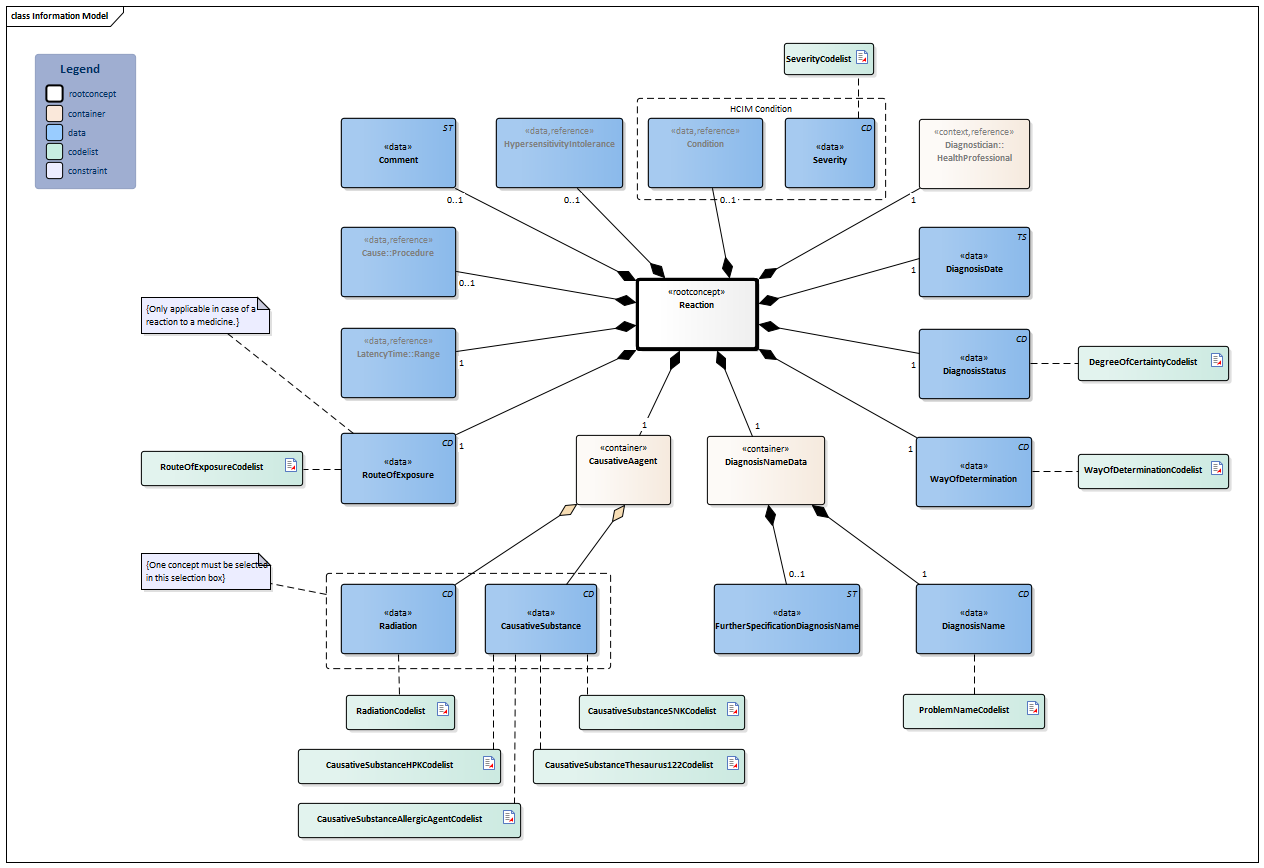 class Information Model
Legend
rootconcept
container
data
codelist
constraint
SeverityCodelist
HCIM Condition
ST
«data»
Comment
0..1
«data,reference»
HypersensitivityIntolerance
0..1
«data,reference»
Condition
0..1
CD
«data»
Severity
«context,reference»
Diagnostician::
HealthProfessional
1
«data,reference»
Cause::Procedure
0..1
TS
«data»
DiagnosisDate
1
«rootconcept»
Reaction
{Only applicable in case of a
reaction to a medicine.}
«data,reference»
LatencyTime::Range
1
CD
«data»
DiagnosisStatus
1
DegreeOfCertaintyCodelist
RouteOfExposureCodelist
CD
«data»
RouteOfExposure
1
1
«container»
CausativeAagent
1
«container»
DiagnosisNameData
CD
«data»
WayOfDetermination
1
WayOfDeterminationCodelist
{One concept must be selected
in this selection box}
CD
«data»
Radiation
CD
«data»
CausativeSubstance
0..1
ST
«data»
FurtherSpecificationDiagnosisName
1
CD
«data»
DiagnosisName
RadiationCodelist
CausativeSubstanceSNKCodelist
ProblemNameCodelist
CausativeSubstanceHPKCodelist
CausativeSubstanceThesaurus122Codelist
CausativeSubstanceAllergicAgentCodelist